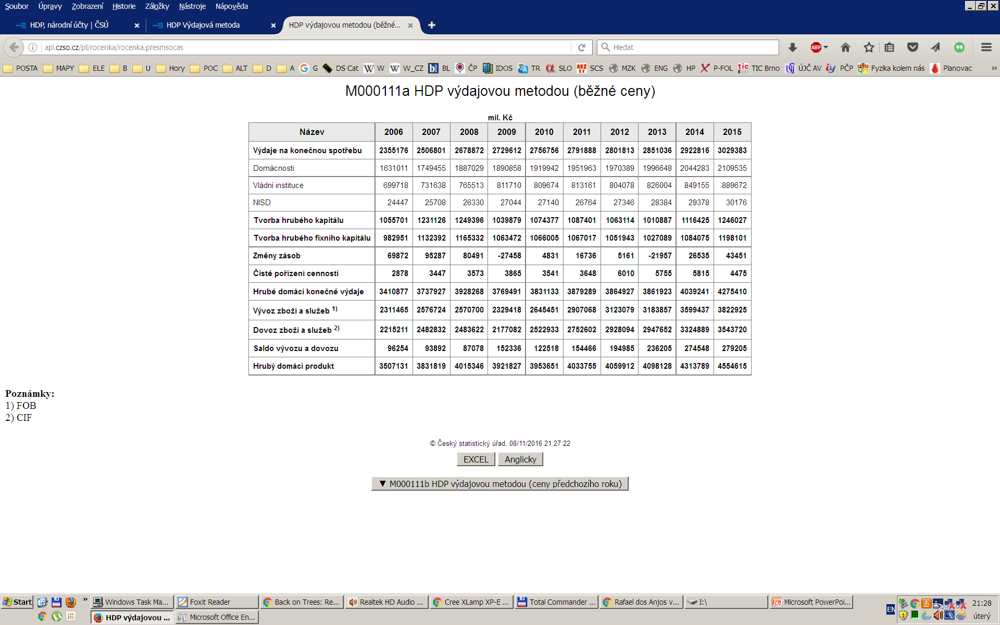 Soubor Úpravy Zobrazení Historie Záložky Nástroje Nápověda
HDP, národní účty | ČSÚ HDP Výdajová metoda HDP výdajovou metodou (běžné...
apl.czso.cz/pll/rocenka/rocenka.presmsocas Hledat ABP
POSTA MAPY ELE B U Hory POC ALT D A G DS Cat W W_CZ BL ČP IDOS TR SLO SCS MZK ENG HP P-FOL TIC Brno ÚJČ AV PČP Fyzika kolem nás Planovac »
M000111a HDP výdajovou metodou (běžné ceny)
mil. Kč
Název 2006 2007 2008 2009 2010 2011 2012 2013 2014 2015
Výdaje na konečnou spotřebu 2355176 2506801 2678872 2729612 2756756 2791888 2801813 2851036 2922816 3029383
Domácnosti 1631011 1749455 1887029 1890858 1919942 1951963 1970389 1996648 2044283 2109535
Vládní instituce 699718 731638 765513 811710 809674 813161 804078 826004 849155 889672
NISD 24447 25708 26330 27044 27140 26764 27346 28384 29378 30176
Tvorba hrubého kapitálu 1055701 1231126 1249396 1039879 1074377 1087401 1063114 1010887 1116425 1246027
Tvorba hrubého fixního kapitálu 982951 1132392 1165332 1063472 1066005 1067017 1051943 1027089 1084075 1198101
Změny zásob 69872 95287 80491 -27458 4831 16736 5161 -21957 26535 43451
Čisté pořízení cenností 2878 3447 3573 3865 3541 3648 6010 5755 5815 4475
Hrubé domácí konečné výdaje 3410877 3737927 3928268 3769491 3831133 3879289 3864927 3861923 4039241 4275410
Vývoz zboží a služeb 1) 2311465 2576724 2570700 2329418 2645451 2907068 3123079 3183857 3599437 3822925
Dovoz zboží a služeb 2) 2215211 2482832 2483622 2177082 2522933 2752602 2928094 2947652 3324889 3543720
Saldo vývozu a dovozu 96254 93892 87078 152336 122518 154466 194985 236205 274548 279205
Hrubý domácí produkt 3507131 3831819 4015346 3921827 3953651 4033755 4059912 4098128 4313789 4554615
Poznámky:
1) FOB
2) CIF
© Český statistický úřad, 08/11/2016 21:27:22
EXCEL Anglicky
▼ M000111b HDP výdajovou metodou (ceny předchozího roku)
Start » Windows Task Ma... Foxit Reader Back on Trees: Re... Realtek HD Audio ... Cree XLamp XP-E ... Total Commander ... Rafael dos Anjos v... I:\ Microsoft PowerPoi... 21:28
HDP výdajovou ... Microsoft Office En... EN úterý